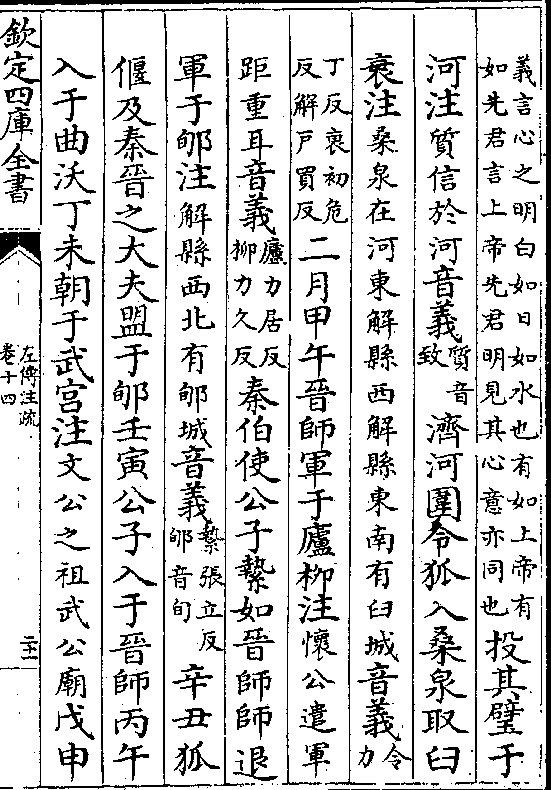 義言心之明白如日如水也有如上帝有
如先君言上帝先君明見其心意亦同也
投其璧于
河注質信於河音義質音致濟河圍令狐入桑泉取臼
衰注桑泉在河東解縣西解縣東南有臼城音義令力
丁反衰初危
反解戶買反
二月甲午晉師軍于廬柳注懷公遣軍
距重耳音義廬力居反柳力久反秦伯使公子縶如晉師師退
軍于郇注解縣西北有郇城音義縶張立反郇音旬辛丑狐
偃及秦晉之大夫盟于郇壬寅公子入于晉師丙午
入于曲沃丁未朝于武宮注文公之祖武公廟戊申
欽定四庫全書
左傳注疏
卷十四
二十一